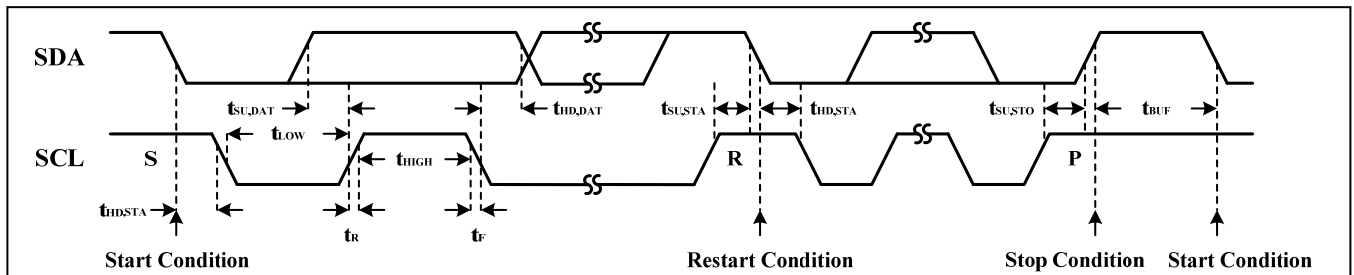 SDA
tSU,DAT
tHD,DAT
tSU,STA
tHD,STA
tSU,STO
tBUF
tLOW
SCL
S
tHIGH
R
P
tHD,STA
tR
tF
Start Condition
Restart Condition
Stop Condition
Start Condition